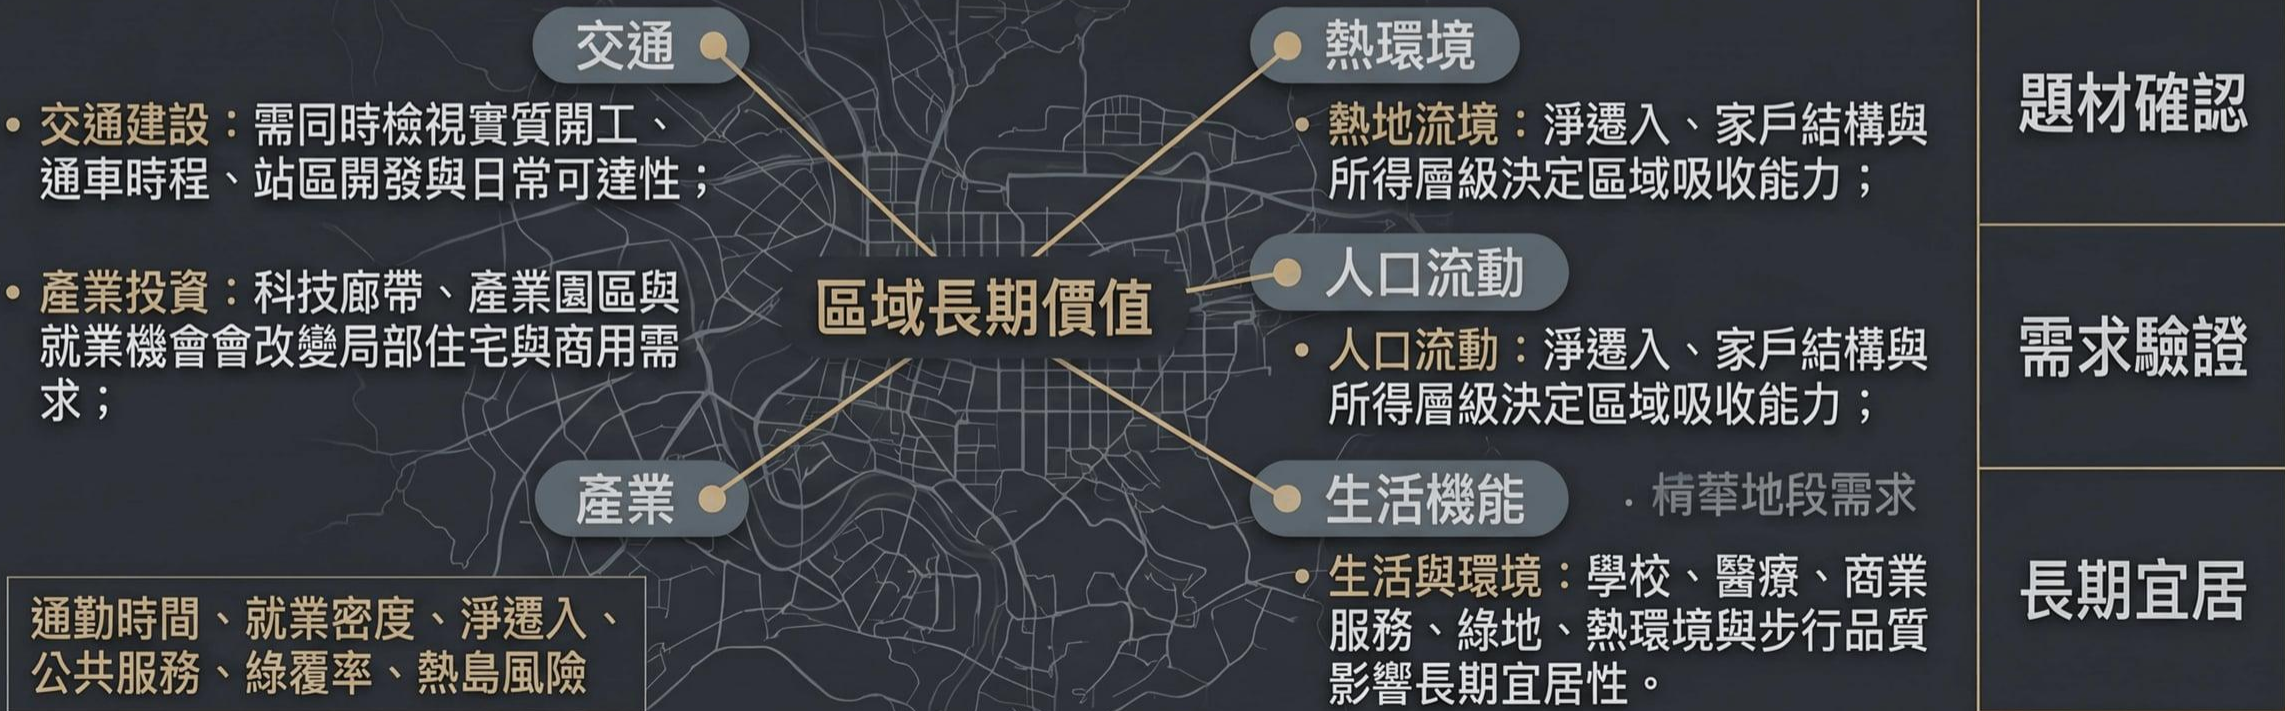 交通
• 交通建設：需同時檢視實質開工、
通車時程、站區開發與日常可達性；
• 產業投資：科技廊帶、產業園區與
就業機會會改變局部住宅與商用需
求；
產業
通勤時間、就業密度、淨遷入、
公共服務、綠覆率、熱島風險
區域長期價值
熱環境
• 熱地流境：淨遷入、家戶結構與
所得層級決定區域吸收能力；
人口流動
• 人口流動：淨遷入、家戶結構與
所得層級決定區域吸收能力；
生活機能
· 精華地段需求
• 生活與環境：學校、醫療、商業
服務、綠地、熱環境與步行品質
影響長期宜居性。
題材確認
需求驗證
長期宜居